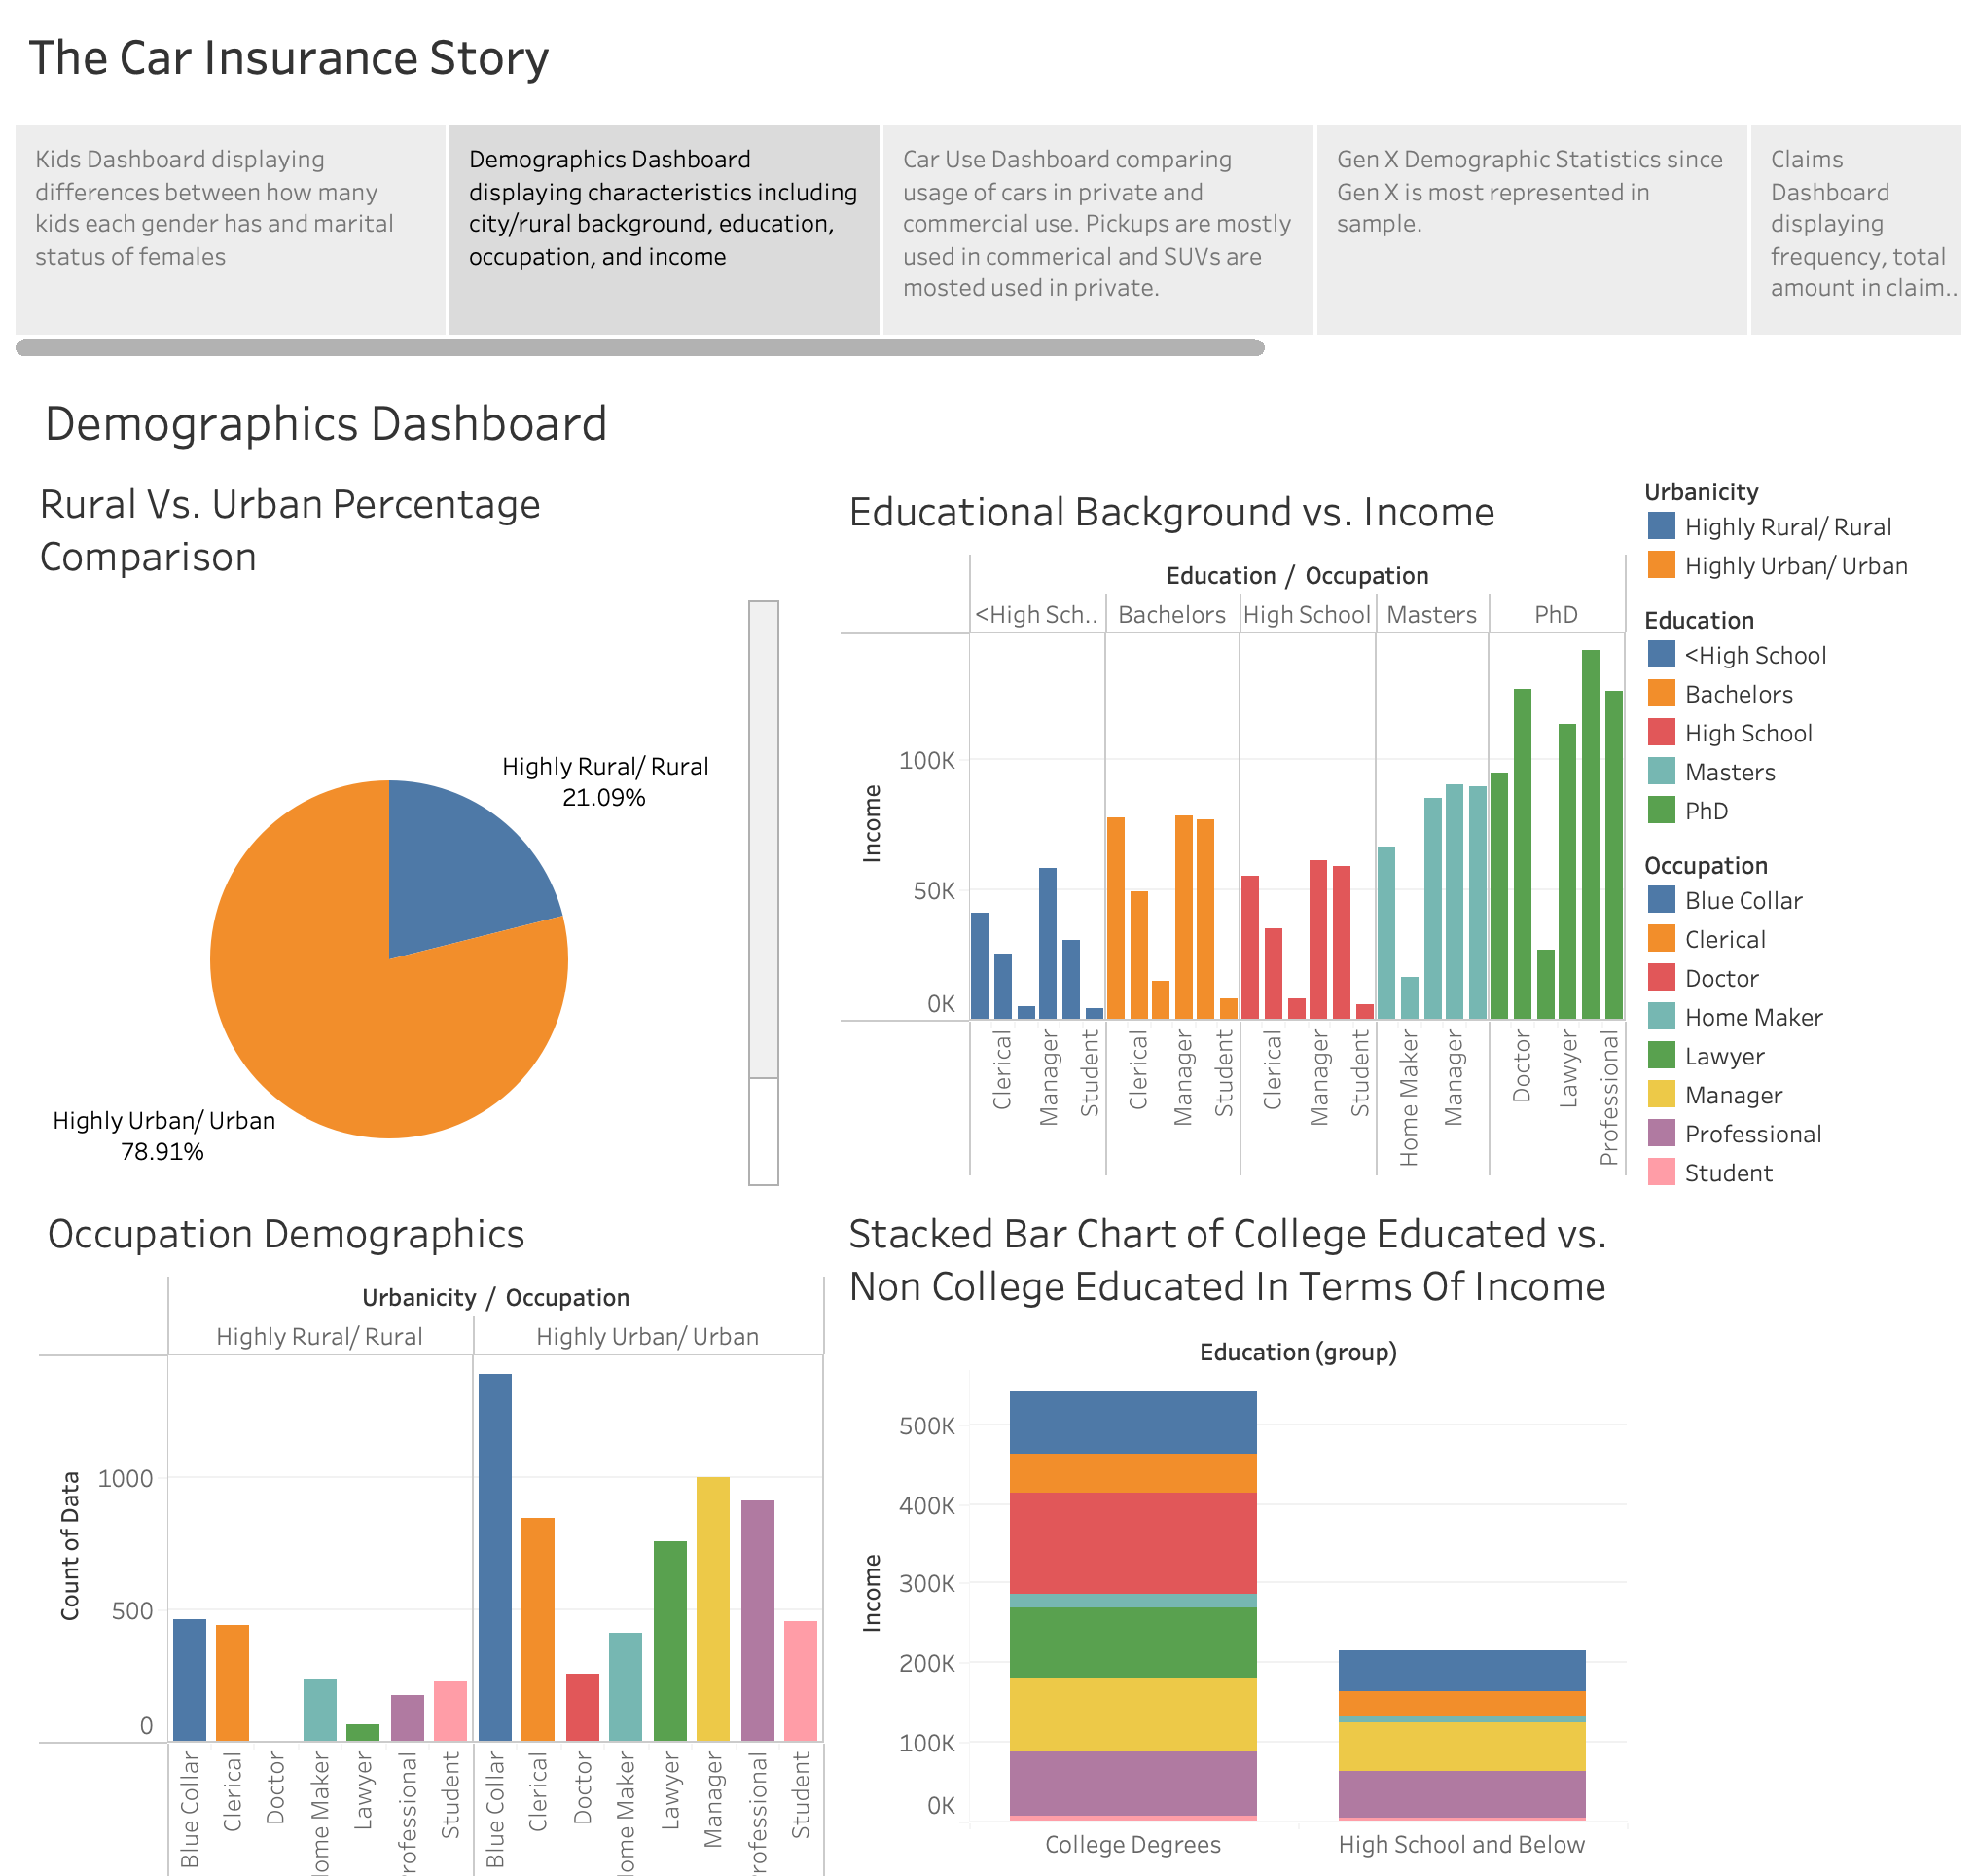 The Car Insurance Story
Kids Dashboard displaying
differences between how many
kids each gender has and marital
status of females
Demographics Dashboard
displaying characteristics including
city/rural background, education,
occupation, and income
Car Use Dashboard comparing
usage of cars in private and
commercial use. Pickups are mostly
used in commerical and SUVs are
mosted used in private.
Gen X Demographic Statistics since
Gen X is most represented in
sample.
Claims
Dashboard
displaying
frequency, total
amount in claim..
Demographics Dashboard
Rural Vs. Urban Percentage
Comparison
Highly Rural/ Rural
21.09%
Highly Urban/ Urban
78.91%
Educational Background vs. Income
Education / Occupation
<High Sch..
Bachelors
High School
Masters
PhD
Income
100K
50K
0K
Clerical
Manager
Student
Clerical
Manager
Student
Clerical
Manager
Student
Home Maker
Manager
Doctor
Lawyer
Professional
Urbanicity
Highly Rural/ Rural
Highly Urban/ Urban
Education
<High School
Bachelors
High School
Masters
PhD
Occupation
Blue Collar
Clerical
Doctor
Home Maker
Lawyer
Manager
Professional
Student
Occupation Demographics
Urbanicity / Occupation
Highly Rural/ Rural
Highly Urban/ Urban
Count of Data
1000
500
0
Blue Collar
Clerical
Doctor
ome Maker
Lawyer
rofessional
Student
Blue Collar
Clerical
Doctor
ome Maker
Lawyer
Manager
rofessional
Student
Stacked Bar Chart of College Educated vs.
Non College Educated In Terms Of Income
Education (group)
Income
500K
400K
300K
200K
100K
0K
College Degrees
High School and Below